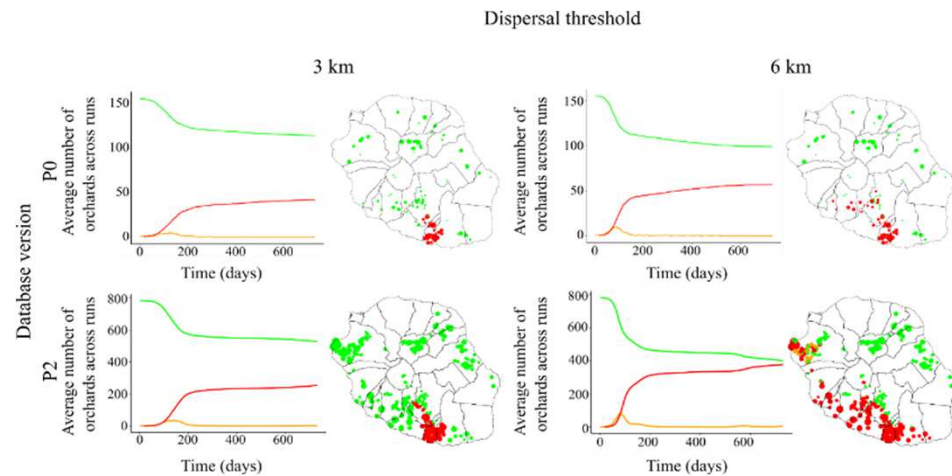 Dispersal threshold
3 km
6 km
Database version
P0
Average number of
orchards across runs
150
100
50
0
0
200
400
600
Time (days)
Average number of
orchards across runs
150
100
50
0
0
200
400
600
Time (days)
P2
Average number of
orchards across runs
800
600
400
200
0
0
200
400
600
Time (days)
Average number of
orchards across runs
800
600
400
200
0
0
200
400
600
Time (days)